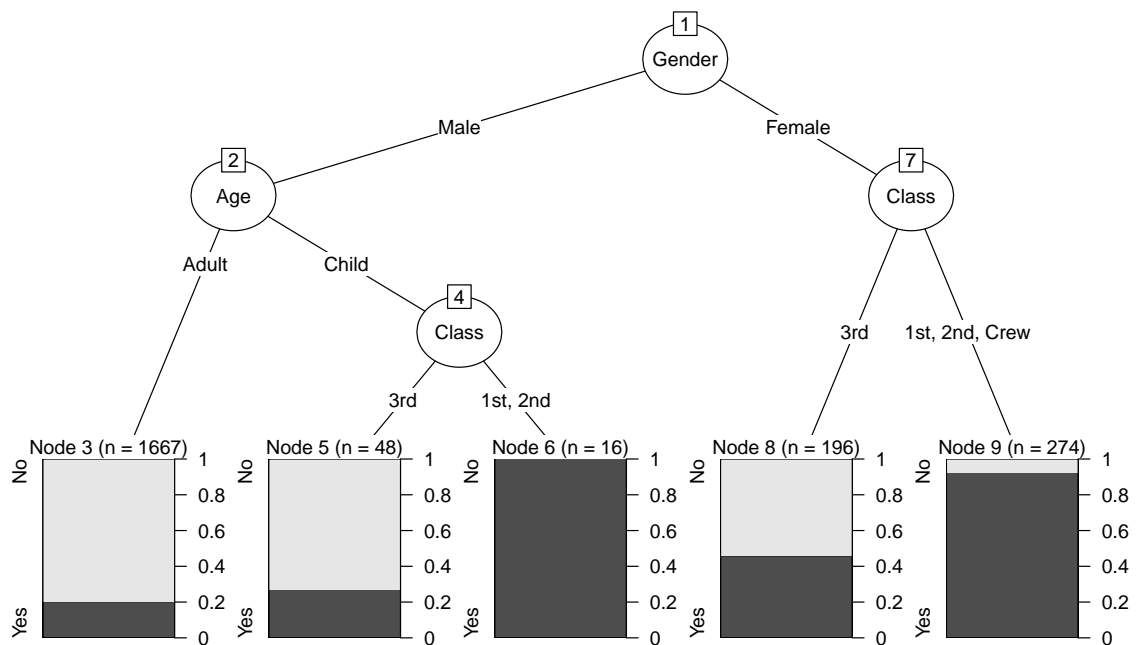 1
Gender
Male
Female
2
Age
7
Class
Adult
Child
4
Class
3rd
1st, 2nd, Crew
3rd
1st, 2nd
Node 3 (n = 1667)
No
Yes
1
0.8
0.6
0.4
0.2
0
Node 5 (n = 48)
No
Yes
1
0.8
0.6
0.4
0.2
0
Node 6 (n = 16)
No
Yes
1
0.8
0.6
0.4
0.2
0
Node 8 (n = 196)
No
Yes
1
0.8
0.6
0.4
0.2
0
Node 9 (n = 274)
No
Yes
1
0.8
0.6
0.4
0.2
0